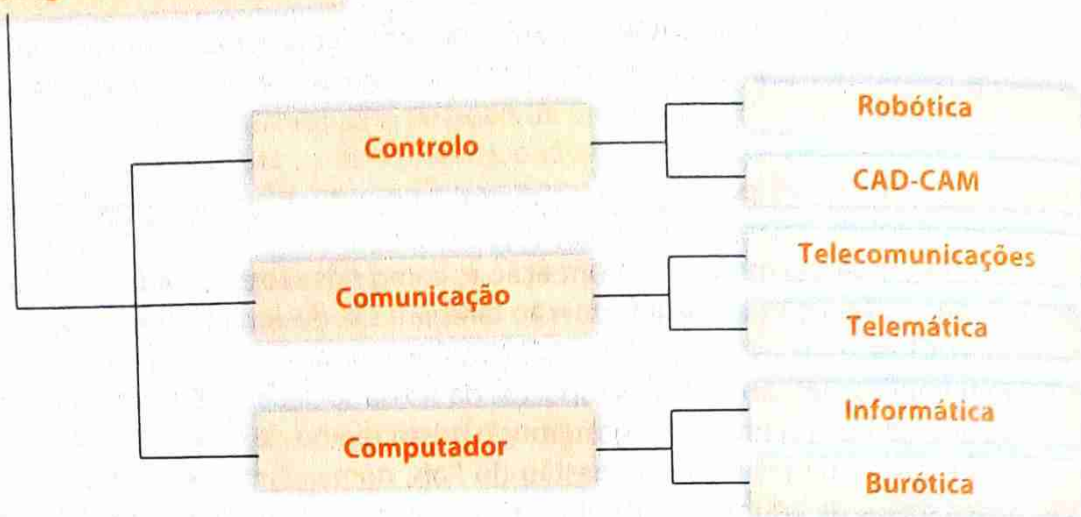 Controlo
Robótica
CAD-CAM
Comunicação
Telecomunicações
Telemática
Computador
Informática
Burótica